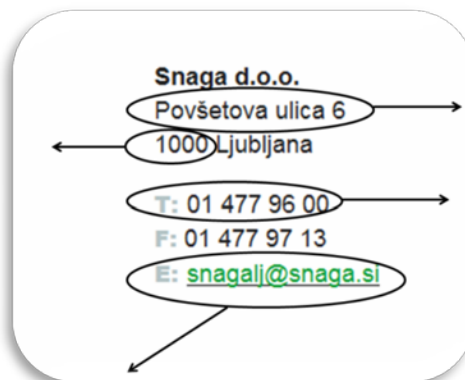 Snaga d.o.o.
Povšetova ulica 6
1000 Ljubljana
T: 01 477 96 00
F: 01 477 97 13
E: snagalj@snaga.si